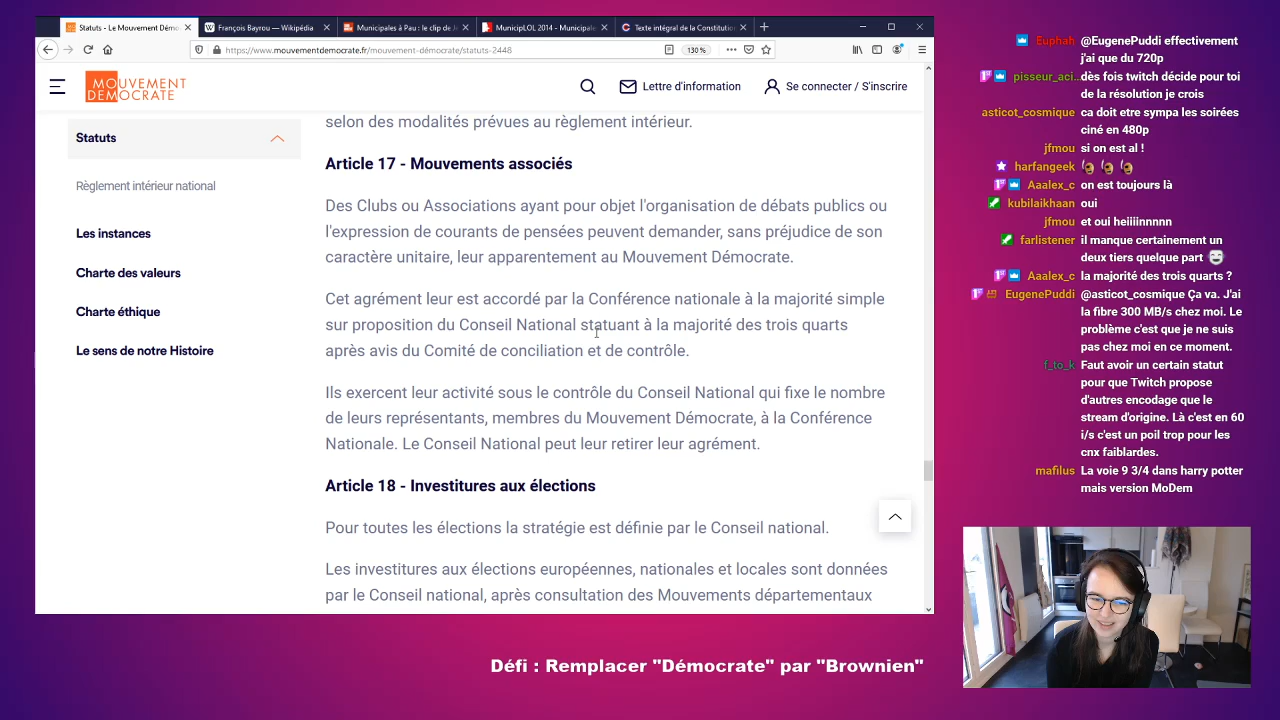 Statuts - Le Mouvement Démo
François Bayrou — Wikipédia
Municipales à Pau : le clip de J
MunicipLOL 2014 - Municipale
Texte intégral de la Constitution
https://www.mouvementdemocrate.fr/mouvement-démocrate/statuts-2448
130 %
MOUVEMENT
DEMOCRATE
Lettre d'information
Se connecter / S'inscrire
Statuts
Règlement intérieur national
Les instances
Charte des valeurs
Charte éthique
Le sens de notre Histoire
selon des modalités prévues au règlement intérieur.
Article 17 - Mouvements associés
Des Clubs ou Associations ayant pour objet l'organisation de débats publics ou
l'expression de courants de pensées peuvent demander, sans préjudice de son
caractère unitaire, leur apparentement au Mouvement Démocrate.
Cet agrément leur est accordé par la Conférence nationale à la majorité simple
sur proposition du Conseil National statuant à la majorité des trois quarts
après avis du Comité de conciliation et de contrôle.
Ils exercent leur activité sous le contrôle du Conseil National qui fixe le nombre
de leurs représentants, membres du Mouvement Démocrate, à la Conférence
Nationale. Le Conseil National peut leur retirer leur agrément.
Article 18 - Investitures aux élections
Pour toutes les élections la stratégie est définie par le Conseil national.
Les investitures aux élections européennes, nationales et locales sont données
par le Conseil national, après consultation des Mouvements départementaux
Euphah @EugenePuddi effectivement
j'ai que du 720p
pisseur_aci... dès fois twitch décide pour toi
de la résolution je crois
asticot_cosmique ca doit etre sympa les soirées
ciné en 480p
jfmou si on est al !
harfangeek
Aaalex_c on est toujours là
kubilaikhaan oui
jfmou et oui heiiiinnnnn
farlistener il manque certainement un
deux tiers quelque part
Aaalex_c la majorité des trois quarts ?
EugenePuddi @asticot_cosmique Ça va. J'ai
la fibre 300 MB/s chez moi. Le
problème c'est que je ne suis
pas chez moi en ce moment.
f_to_k Faut avoir un certain statut
pour que Twitch propose
d'autres encodage que le
stream d'origine. Là c'est en 60
i/s c'est un poil trop pour les
cnx faiblardes.
mafilus La voie 9 3/4 dans harry potter
mais version MoDem
Défi : Remplacer "Démocrate" par "Brownien"